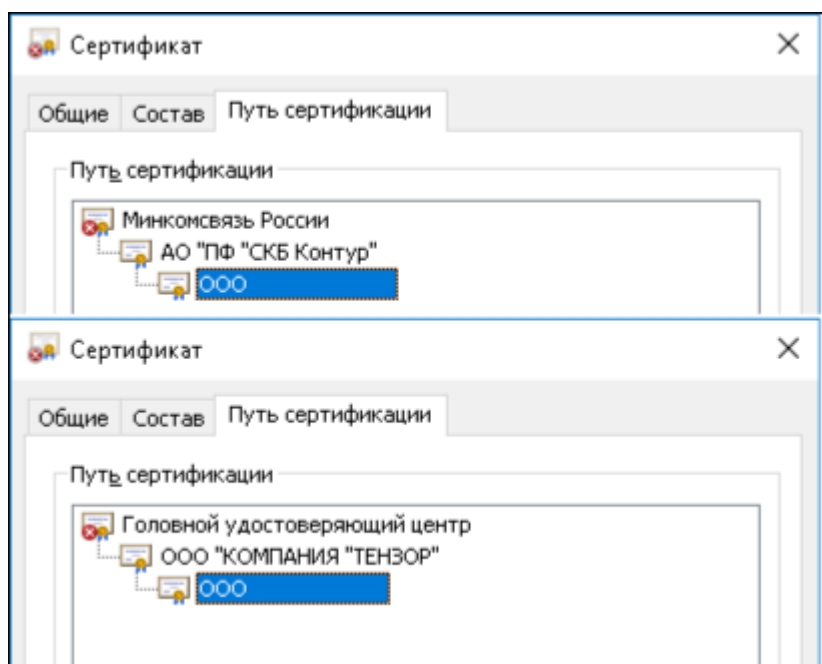 Сертификат
Общие Состав Путь сертификации
Путь сертификации
Минкомсвязь России
АО "ПФ "СКБ Контур"
ООО
Сертификат
Общие Состав Путь сертификации
Путь сертификации
Головной удостоверяющий центр
ООО "КОМПАНИЯ "ТЕНЗОР"
ООО